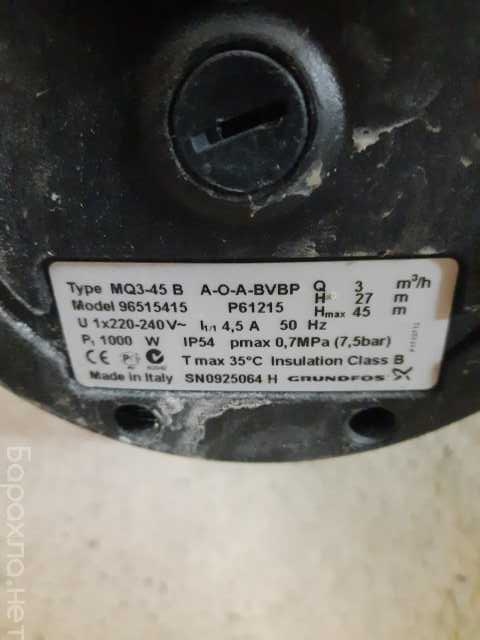 Type MQ3-45 B A-O-A-BVBP Q 3 m³/h
Model 96515415 P61215 H 27 m
Hmax 45 m
U 1x220-240V~ I1/1 4,5 A 50 Hz
P1 1000 W IP54 pmax 0,7MPa (7,5bar)
CE T max 35°C Insulation Class B
Made in Italy SN0925064 H GRUNDFOS
Барохла.Нет